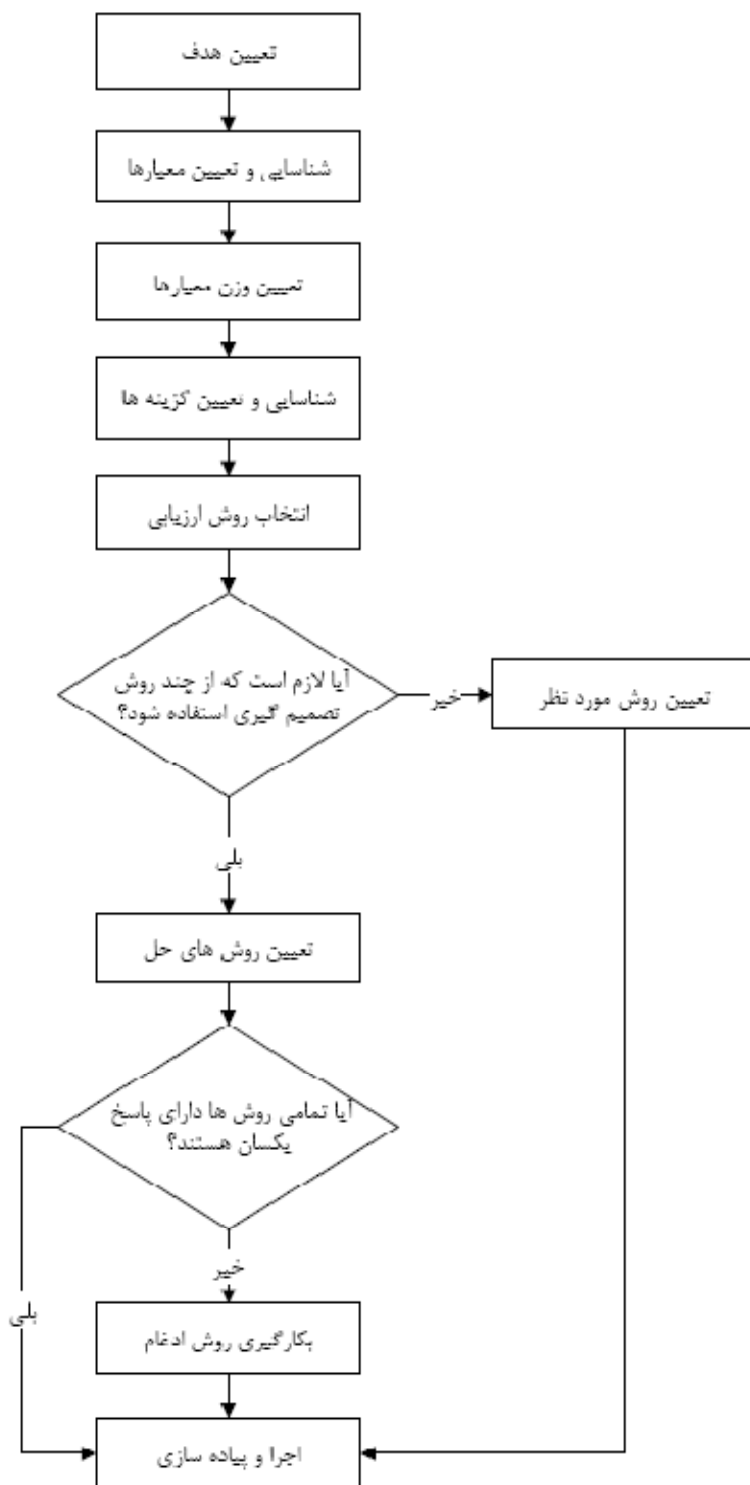 تعیین هدف
شناسایی و تعیین معیارها
تعیین وزن معیارها
شناسایی و تعیین گزینه ها
انتخاب روش ارزیابی
آیا لازم است که از چند روش
تصمیم گیری استفاده شود؟
خیر
تعیین روش مورد نظر
بلی
تعیین روش های حل
آیا تمامی روش ها دارای پاسخ
یکسان هستند؟
خیر
بلی
بکارگیری روش ادغام
اجرا و پیاده سازی